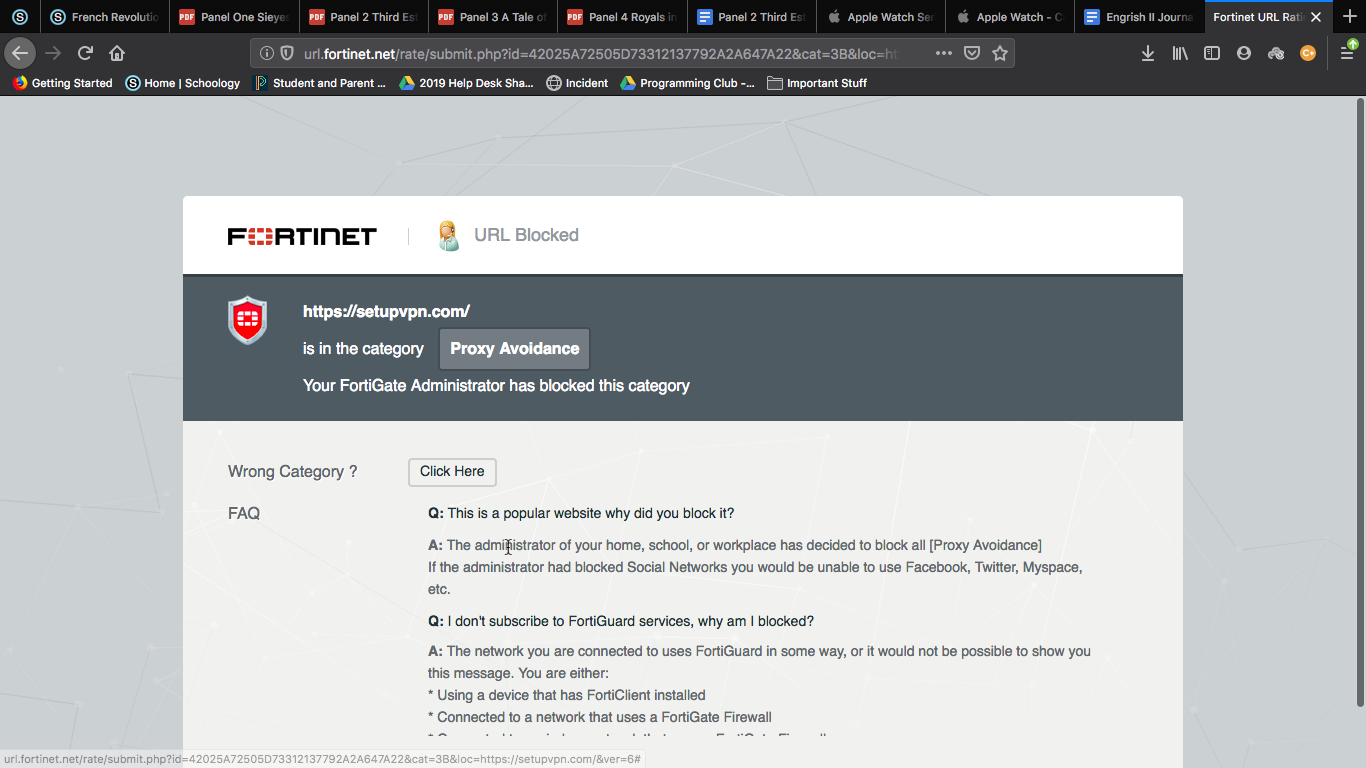 French Revolutio
Panel One Sieye
Panel 2 Third Est
Panel 3 A Tale of
Panel 4 Royals in
Panel 2 Third Est
Apple Watch Ser
Apple Watch - C
Engrish II Journa
Fortinet URL Rati
url.fortinet.net/rate/submit.php?id=42025A72505D73312137792A2A647A22&cat=3B&loc=ht
Getting Started
Home | Schoology
Student and Parent ...
2019 Help Desk Sha...
Incident
Programming Club -...
Important Stuff
FORTINET
URL Blocked
https://setupvpn.com/
is in the category Proxy Avoidance
Your FortiGate Administrator has blocked this category
Wrong Category ?
Click Here
FAQ
Q: This is a popular website why did you block it?
A: The administrator of your home, school, or workplace has decided to block all [Proxy Avoidance]
If the administrator had blocked Social Networks you would be unable to use Facebook, Twitter, Myspace,
etc.
Q: I don't subscribe to FortiGuard services, why am I blocked?
A: The network you are connected to uses FortiGuard in some way, or it would not be possible to show you
this message. You are either:
* Using a device that has FortiClient installed
* Connected to a network that uses a FortiGate Firewall
url.fortinet.net/rate/submit.php?id=42025A72505D73312137792A2A647A22&cat=3B&loc=https://setupvpn.com/&ver=6#